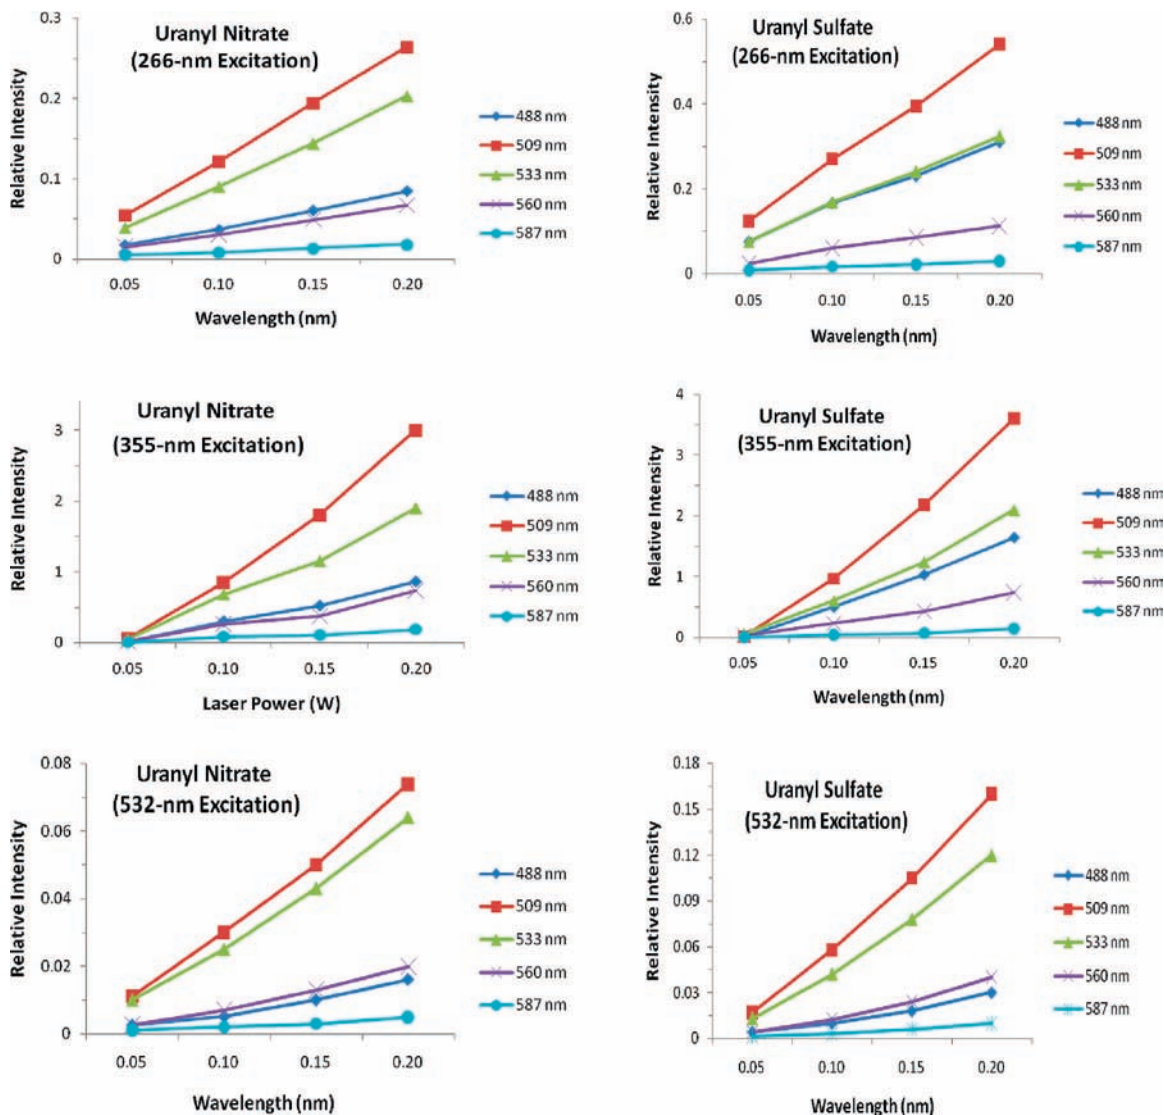 Uranyl Nitrate
(266-nm Excitation)
Relative Intensity
0.3
0.2
0.1
0
0.05 0.10 0.15 0.20
Wavelength (nm)
488 nm
509 nm
533 nm
560 nm
587 nm
Uranyl Sulfate
(266-nm Excitation)
Relative Intensity
0.6
0.4
0.2
0
0.05 0.10 0.15 0.20
Wavelength (nm)
488 nm
509 nm
533 nm
560 nm
587 nm
Uranyl Nitrate
(355-nm Excitation)
Relative Intensity
3
2
1
0
0.05 0.10 0.15 0.20
Laser Power (W)
488 nm
509 nm
533 nm
560 nm
587 nm
Uranyl Sulfate
(355-nm Excitation)
Relative Intensity
4
3
2
1
0
0.05 0.10 0.15 0.20
Wavelength (nm)
488 nm
509 nm
533 nm
560 nm
587 nm
Uranyl Nitrate
(532-nm Excitation)
Relative Intensity
0.08
0.06
0.04
0.02
0
0.05 0.10 0.15 0.20
Wavelength (nm)
488 nm
509 nm
533 nm
560 nm
587 nm
Uranyl Sulfate
(532-nm Excitation)
Relative Intensity
0.18
0.15
0.12
0.09
0.06
0.03
0
0.05 0.10 0.15 0.20
Wavelength (nm)
488 nm
509 nm
533 nm
560 nm
587 nm